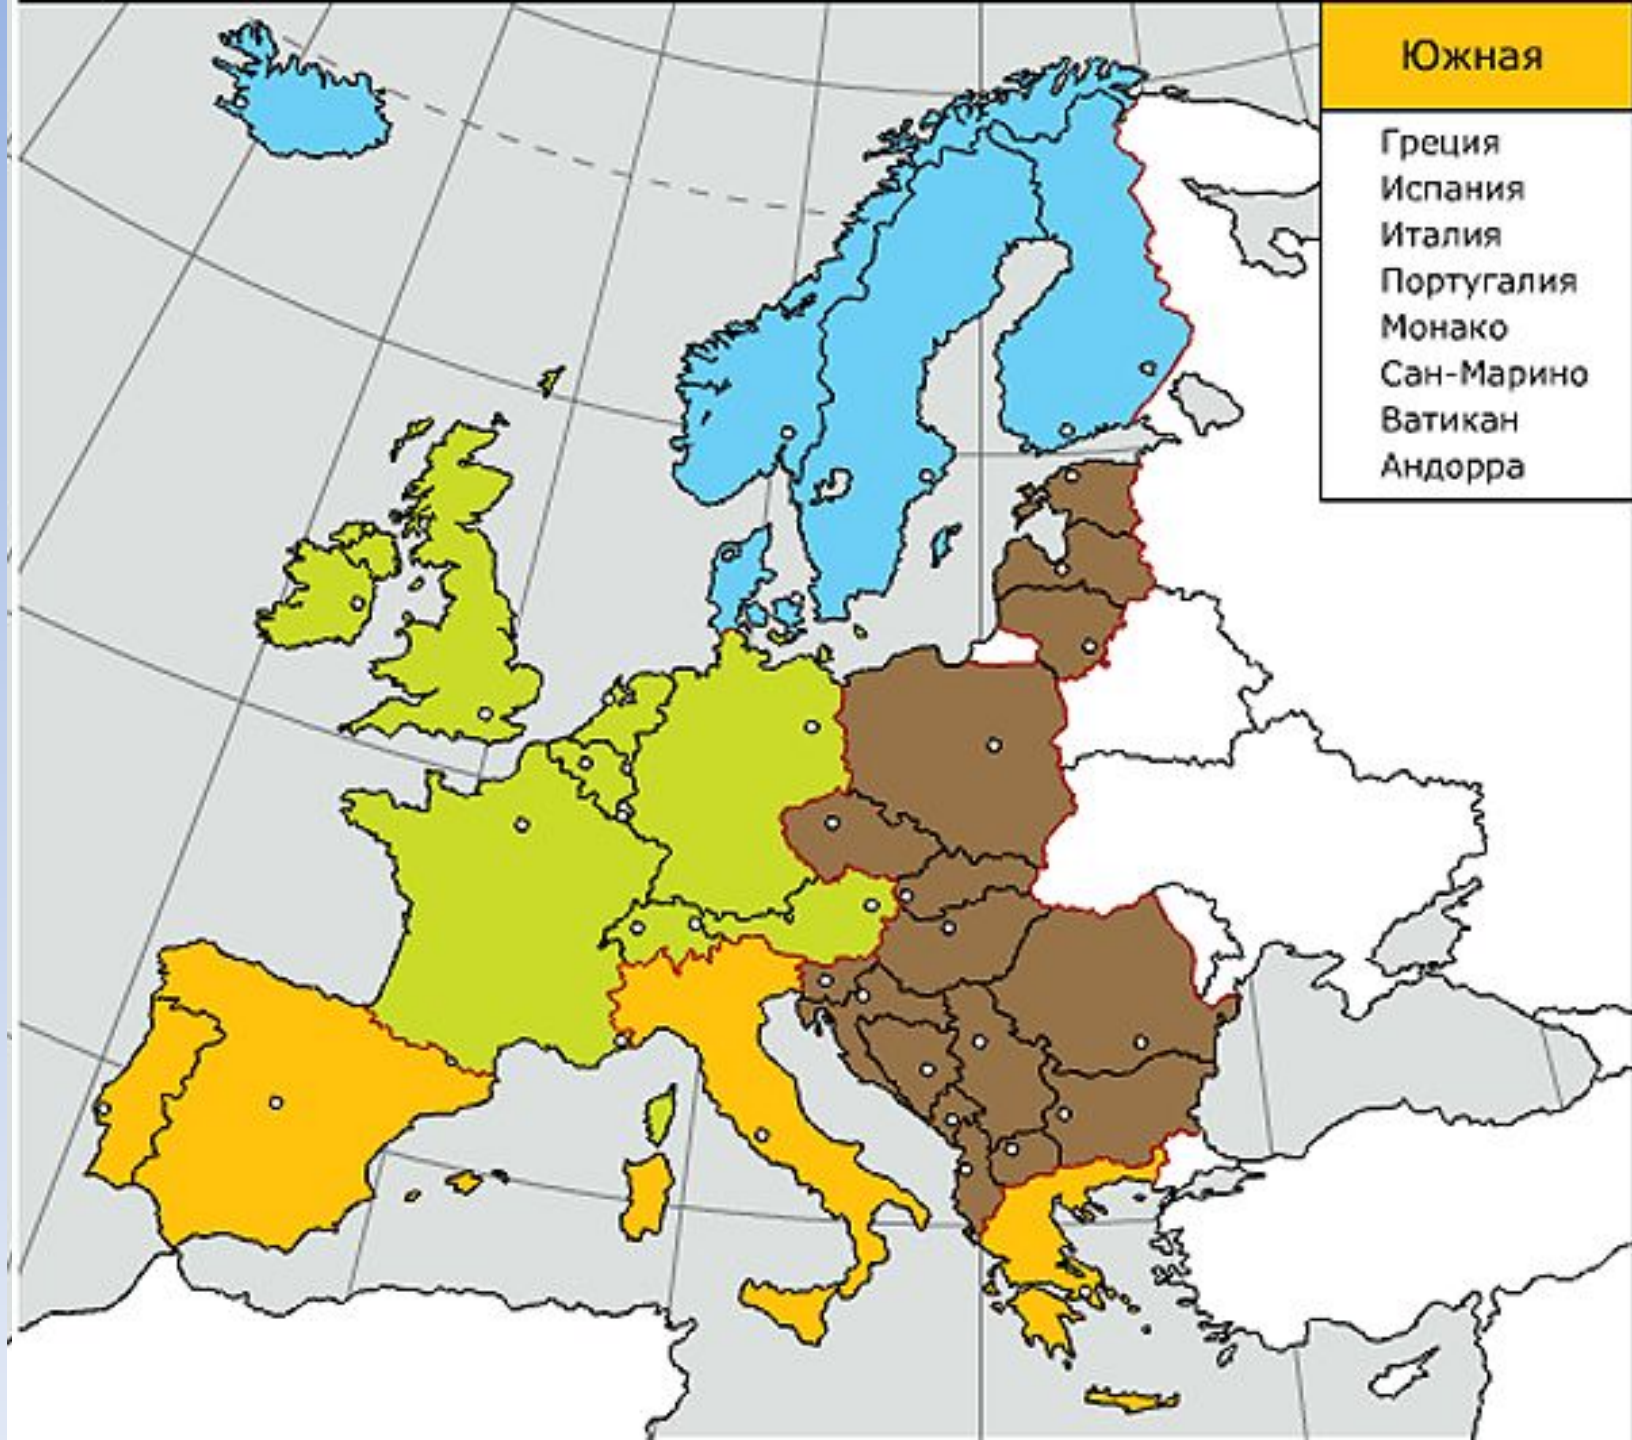 Южная
Греция
Испания
Италия
Португалия
Монако
Сан-Марино
Ватикан
Андорра